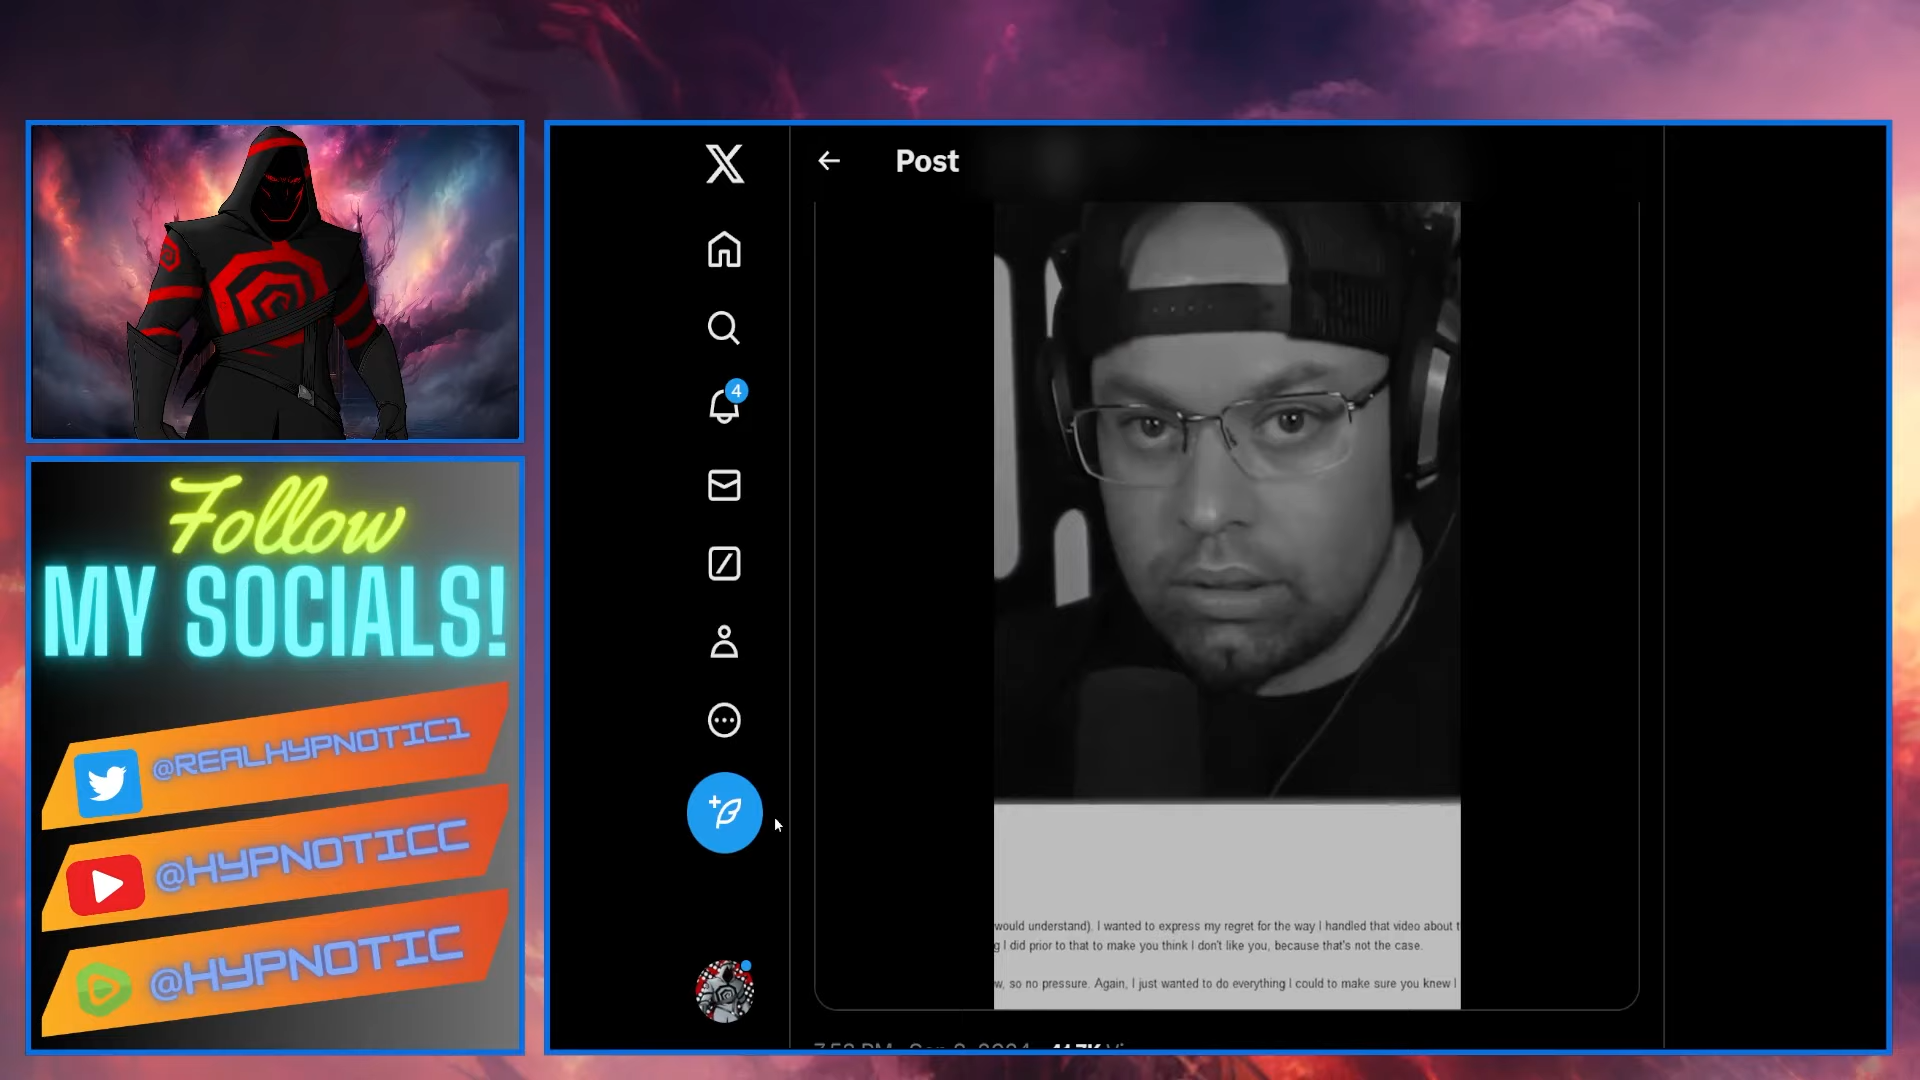 Post
4
Follow
MY SOCIALS!
@REALHYPNOTIC1
@HYPNOTICC
@HYPNOTIC
would understand). I wanted to express my regret for the way I handled that video about
g I did prior to that to make you think I don't like you, because that's not the case.
w, so no pressure. Again, I just wanted to do everything I could to make sure you knew I